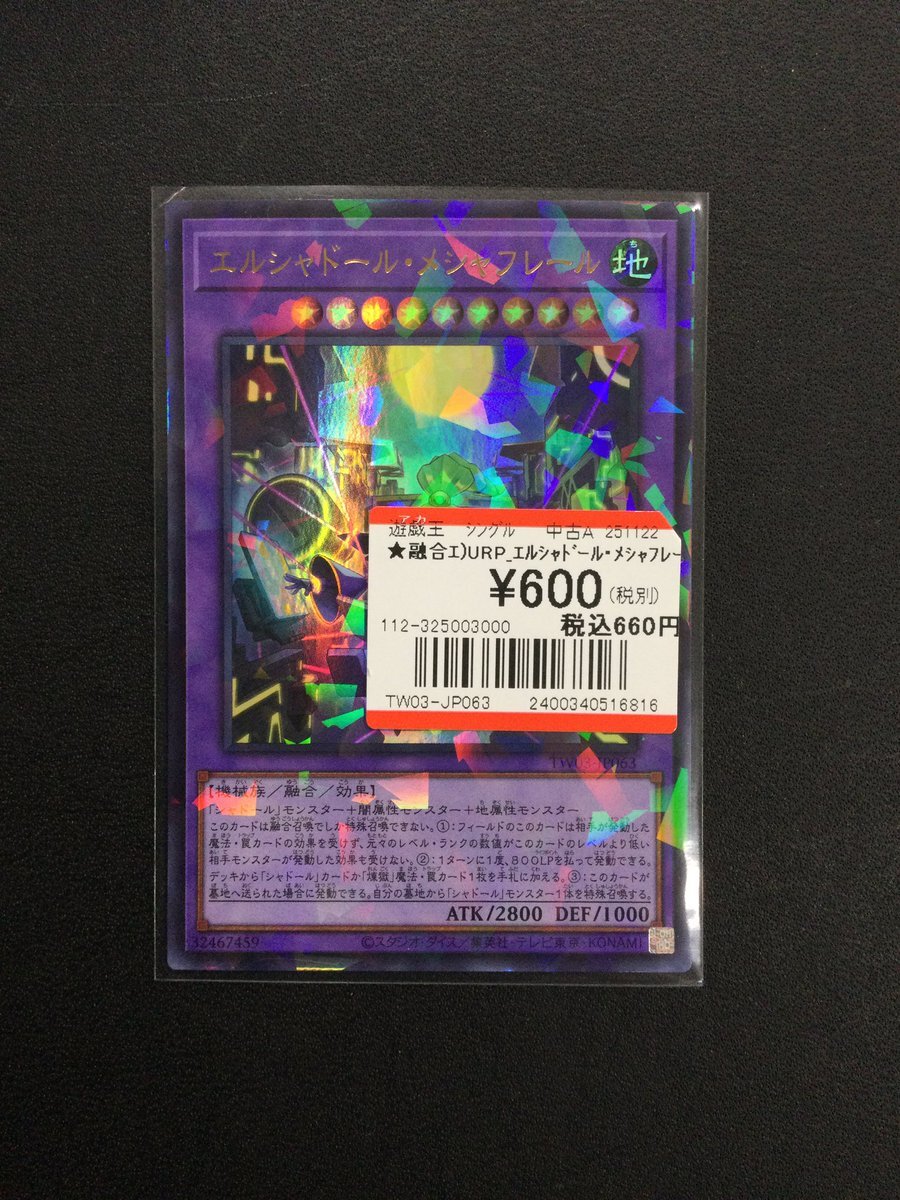 エルシャドール・メシャフレール 地
遊戯王 シングル 中古A 251122
★融合エ)URP_エルシャドール・メシャフレー
¥600(税別)
112-325003000 税込660円
TW03-JP063 2400340516816
TW03-JP063
【機械族/融合/効果】
「シャドール」モンスター+闇属性モンスター+地属性モンスター
このカードは融合召喚でしか特殊召喚できない。①:フィールドのこのカードは相手が発動した
魔法・罠カードの効果を受けず、元々のレベル・ランクの数値がこのカードのレベルより低い
相手モンスターが発動した効果も受けない。②:1ターンに1度、800LPを払って発動できる。
デッキから「シャドール」カードか「煉獄」魔法・罠カード1枚を手札に加える。③:このカードが
墓地へ送られた場合に発動できる。自分の墓地から「シャドール」モンスター1体を特殊召喚する。
ATK/2800 DEF/1000
32467459 ©スタジオ・ダイス/集英社・テレビ東京・KONAMI